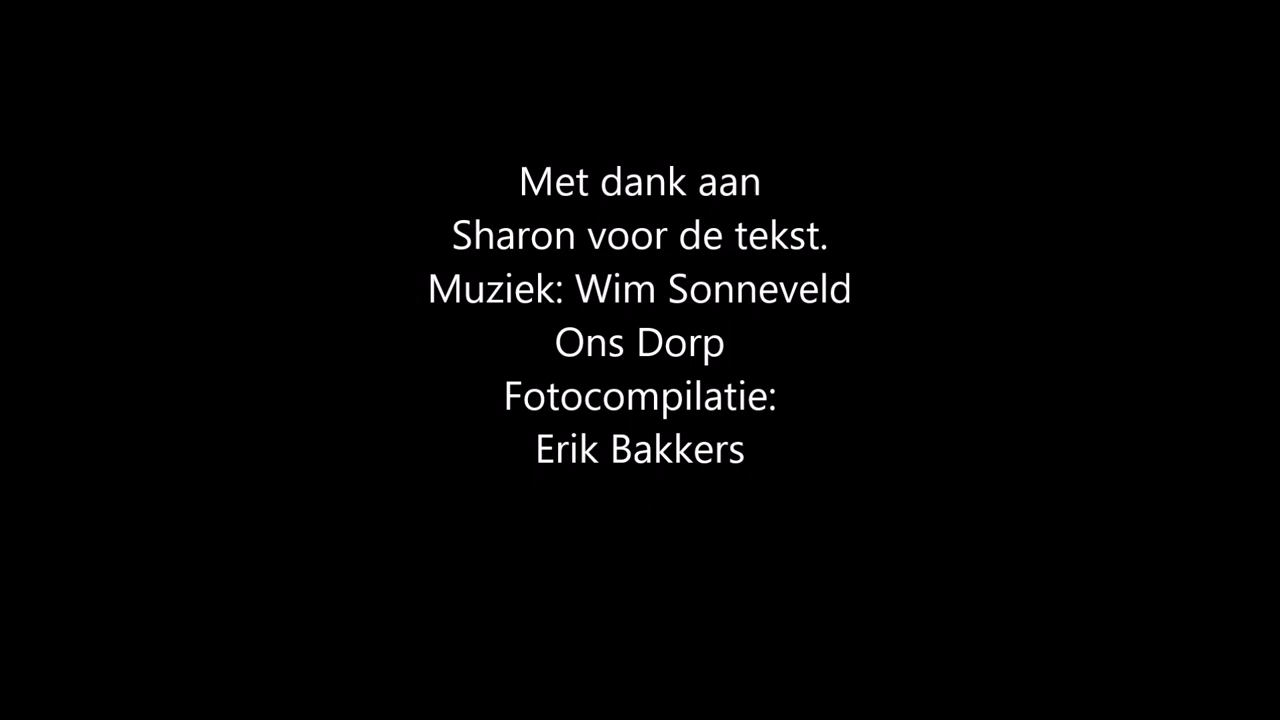 Met dank aan
Sharon voor de tekst.
Muziek: Wim Sonneveld
Ons Dorp
Fotocompilatie:
Erik Bakkers